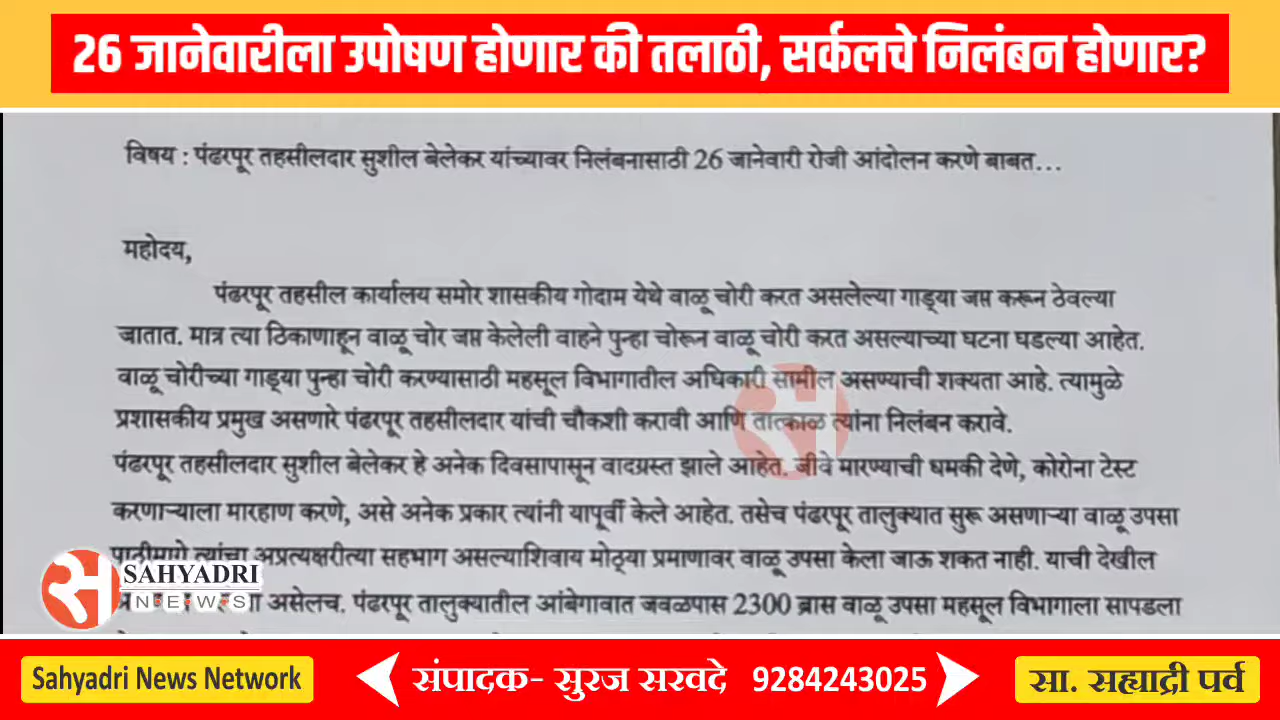 26 जानेवारीला उपोषण होणार की तलाठी, सर्कलचे निलंबन होणार?
विषय : पंढरपूर तहसीलदार सुशील बेलेकर यांच्यावर निलंबनासाठी 26 जानेवारी रोजी आंदोलन करणे बाबत...
महोदय,
पंढरपूर तहसील कार्यालय समोर शासकीय गोदाम येथे वाळू चोरी करत असलेल्या गाड्या जप्त करून ठेवल्या
जातात. मात्र त्या ठिकाणाहून वाळू चोर जप्त केलेली वाहने पुन्हा चोरून वाळू चोरी करत असल्याच्या घटना घडल्या आहेत.
वाळू चोरीच्या गाड्या पुन्हा चोरी करण्यासाठी महसूल विभागातील अधिकारी सामील असण्याची शक्यता आहे. त्यामुळे
प्रशासकीय प्रमुख असणारे पंढरपूर तहसीलदार यांची चौकशी करावी आणि तात्काळ त्यांना निलंबन करावे.
पंढरपूर तहसीलदार सुशील बेलेकर हे अनेक दिवसापासून वादग्रस्त झाले आहेत. जीवे मारण्याची धमकी देणे, कोरोना टेस्ट
करणाऱ्याला मारहाण करणे, असे अनेक प्रकार त्यांनी यापूर्वी केले आहेत. तसेच पंढरपूर तालुक्यात सुरू असणाऱ्या वाळू उपसा
पाठीमागे त्यांचा अप्रत्यक्षरीत्या सहभाग असल्याशिवाय मोठ्या प्रमाणावर वाळू उपसा केला जाऊ शकत नाही. याची देखील
असेलच. पंढरपूर तालुक्यातील आंबेगावात जवळपास 2300 ब्रास वाळू उपसा महसूल विभागाला सापडला
SAHYADRI
NEWS
Sahyadri News Network
संपादक- सुरज सरवदे 9284243025
सा. सह्याद्री पर्व